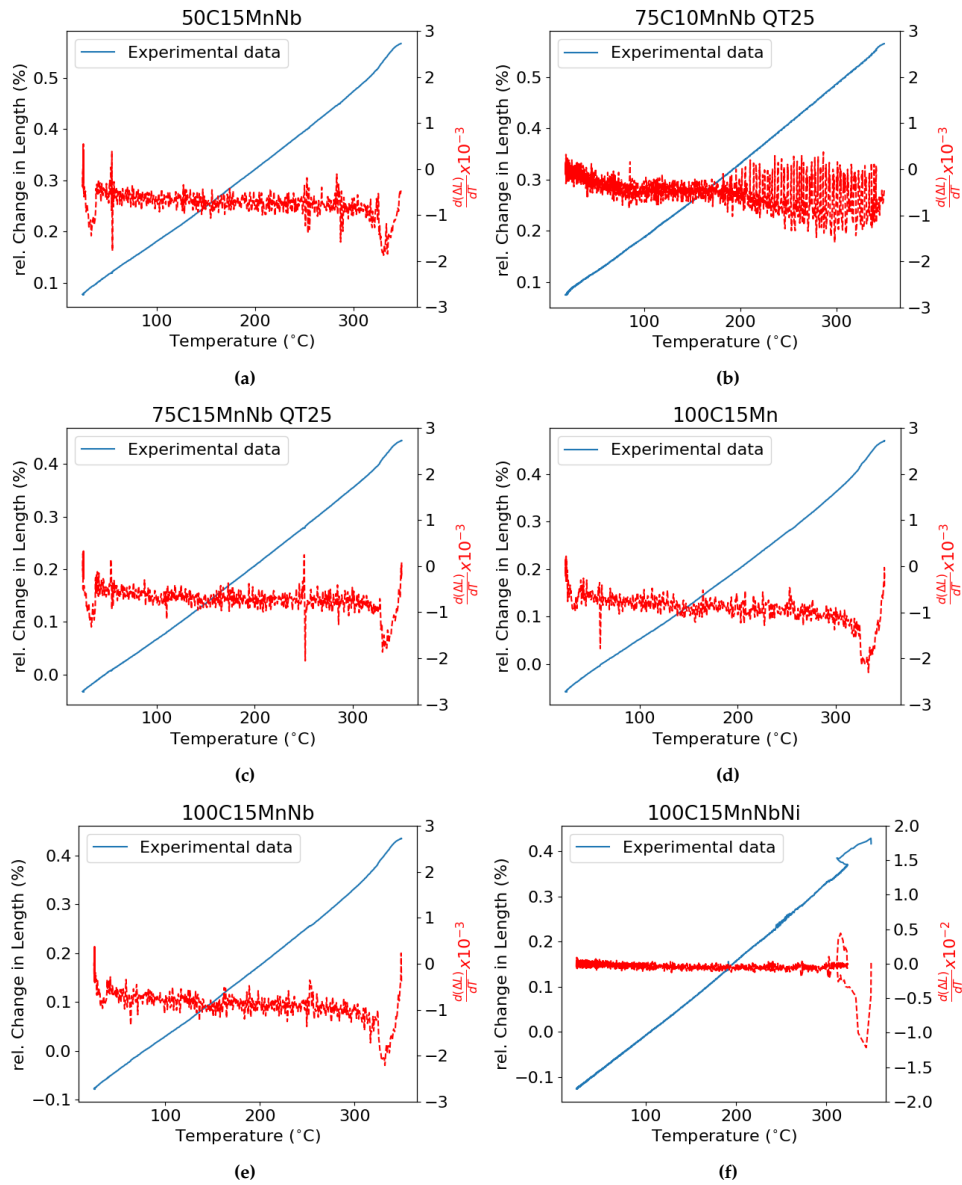 50C15MnNb
Experimental data
rel. Change in Length (%)
0.5
0.4
0.3
0.2
0.1
3
2
1
0
−1
−2
−3
d(ΔL)/dT x10⁻³
100 200 300
Temperature (°C)
(a)
75C10MnNb QT25
Experimental data
rel. Change in Length (%)
0.5
0.4
0.3
0.2
0.1
3
2
1
0
−1
−2
−3
d(ΔL)/dT x10⁻³
100 200 300
Temperature (°C)
(b)
75C15MnNb QT25
Experimental data
rel. Change in Length (%)
0.4
0.3
0.2
0.1
0.0
3
2
1
0
−1
−2
−3
d(ΔL)/dT x10⁻³
100 200 300
Temperature (°C)
(c)
100C15Mn
Experimental data
rel. Change in Length (%)
0.4
0.3
0.2
0.1
0.0
3
2
1
0
−1
−2
−3
d(ΔL)/dT x10⁻³
100 200 300
Temperature (°C)
(d)
100C15MnNb
Experimental data
rel. Change in Length (%)
0.4
0.3
0.2
0.1
0.0
−0.1
3
2
1
0
−1
−2
−3
d(ΔL)/dT x10⁻³
100 200 300
Temperature (°C)
(e)
100C15MnNbNi
Experimental data
rel. Change in Length (%)
0.4
0.3
0.2
0.1
0.0
−0.1
2.0
1.5
1.0
0.5
0.0
−0.5
−1.0
−1.5
−2.0
d(ΔL)/dT x10⁻²
100 200 300
Temperature (°C)
(f)